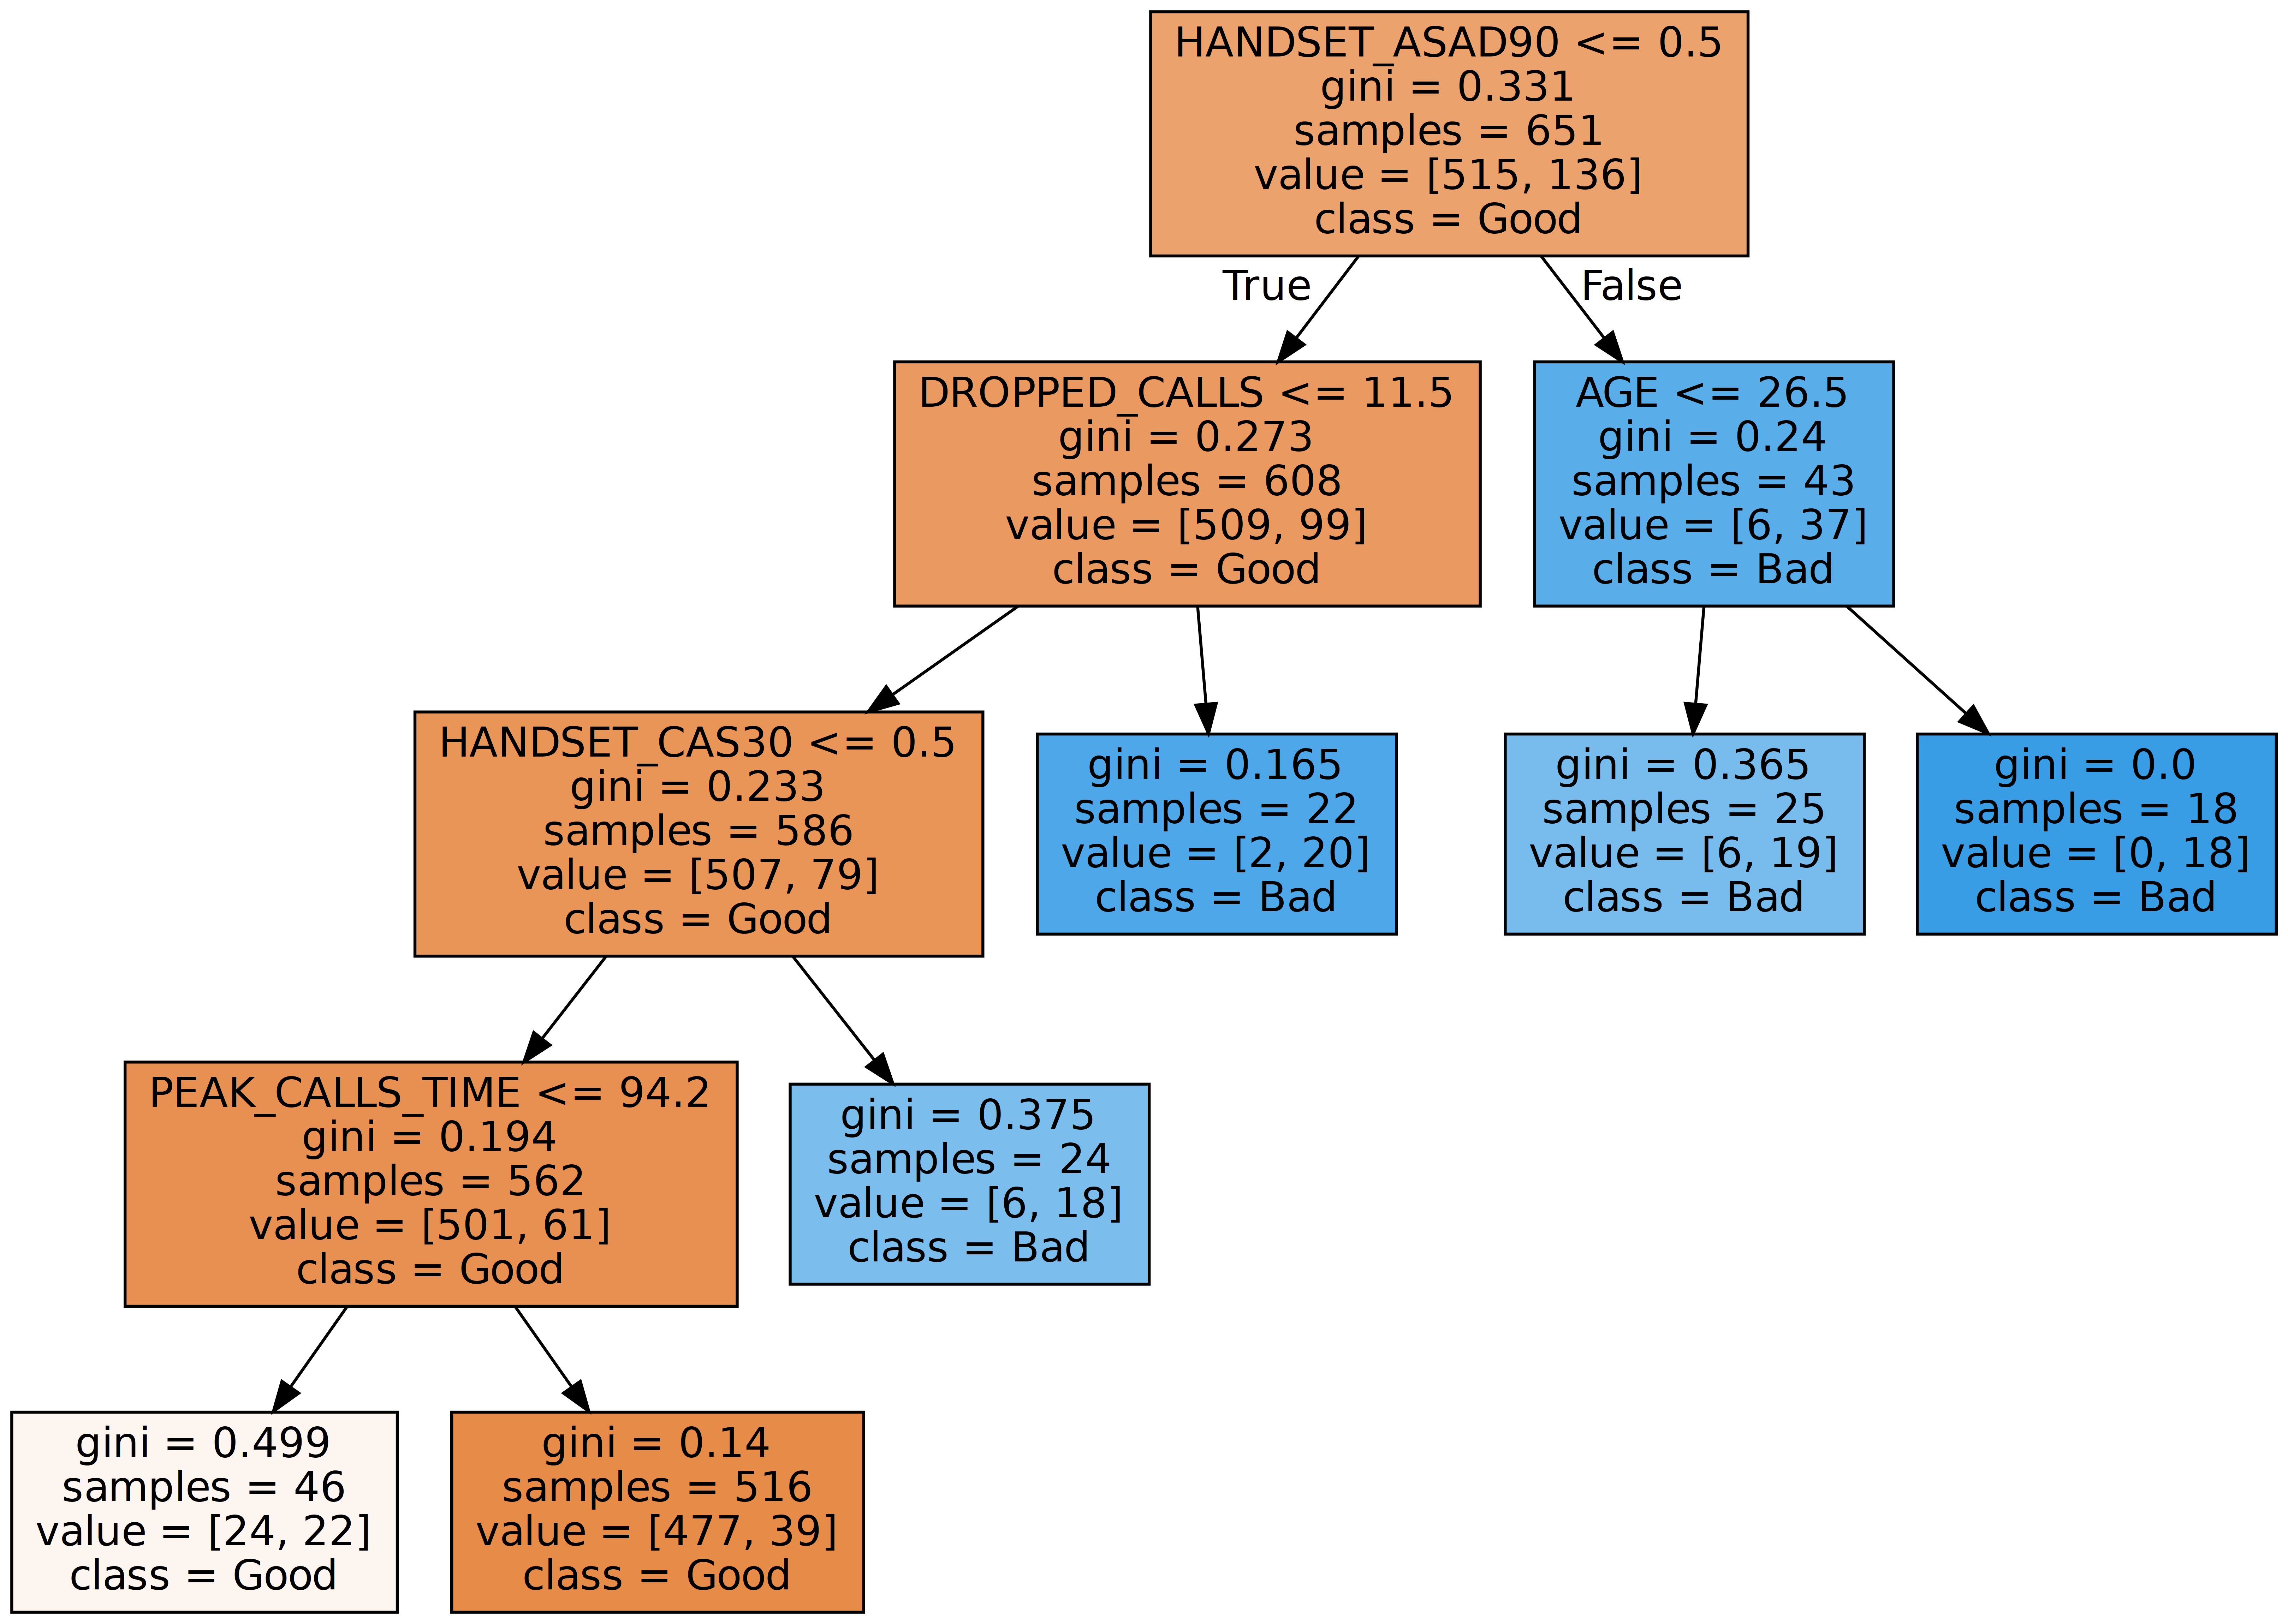 HANDSET_ASAD90 <= 0.5
gini = 0.331
samples = 651
value = [515, 136]
class = Good
True
False
DROPPED_CALLS <= 11.5
gini = 0.273
samples = 608
value = [509, 99]
class = Good
AGE <= 26.5
gini = 0.24
samples = 43
value = [6, 37]
class = Bad
HANDSET_CAS30 <= 0.5
gini = 0.233
samples = 586
value = [507, 79]
class = Good
gini = 0.165
samples = 22
value = [2, 20]
class = Bad
gini = 0.365
samples = 25
value = [6, 19]
class = Bad
gini = 0.0
samples = 18
value = [0, 18]
class = Bad
PEAK_CALLS_TIME <= 94.2
gini = 0.194
samples = 562
value = [501, 61]
class = Good
gini = 0.375
samples = 24
value = [6, 18]
class = Bad
gini = 0.499
samples = 46
value = [24, 22]
class = Good
gini = 0.14
samples = 516
value = [477, 39]
class = Good